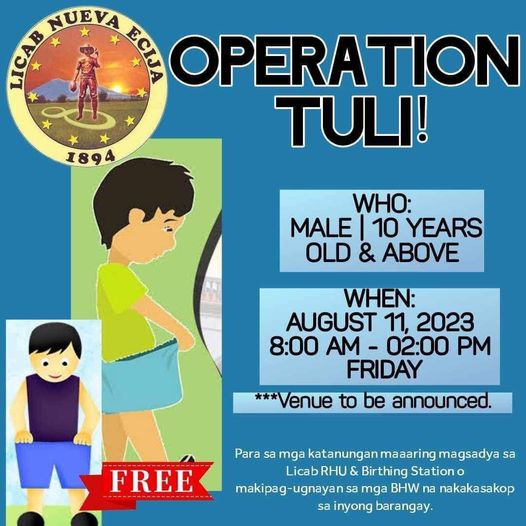 LICAB NUEVA ECIJA
1894
OPERATION
TULI!
WHO:
MALE | 10 YEARS
OLD & ABOVE
WHEN:
AUGUST 11, 2023
8:00 AM - 02:00 PM
FRIDAY
***Venue to be announced.
Para sa mga katanungan maaaring magsadya sa
Licab RHU & Birthing Station o
makipag-ugnayan sa mga BHW na nakakasakop
sa inyong barangay.
FREE